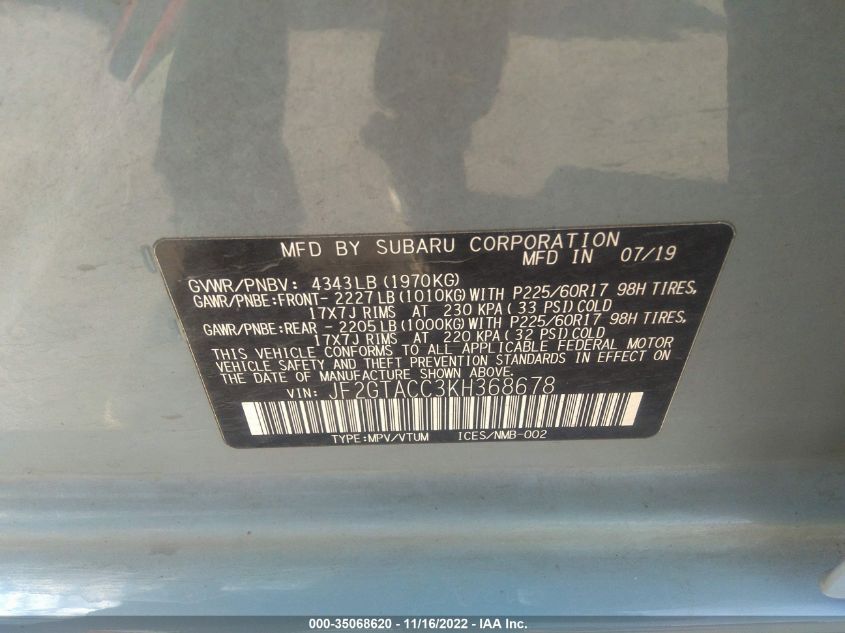 MFD BY SUBARU CORPORATION
MFD IN 07/19
GVWR/PNBV: 4343LB(1970KG)
GAWR/PNBE:FRONT- 2227LB(1010KG)WITH P225/60R17 98H TIRES,
17X7J RIMS AT 230 KPA( 33 PSI)COLD
GAWR/PNBE:REAR - 2205LB(1000KG)WITH P225/60R17 98H TIRES,
17X7J RIMS AT 220 KPA( 32 PSI)COLD
THIS VEHICLE CONFORMS TO ALL APPLICABLE FEDERAL MOTOR
VEHICLE SAFETY AND THEFT PREVENTION STANDARDS IN EFFECT ON
THE DATE OF MANUFACTURE SHOWN ABOVE.
VIN: JF2GTACC3KH368678
TYPE:MPV/VTUM ICES/NMB-002
000-35068620 - 11/16/2022 - IAA Inc.